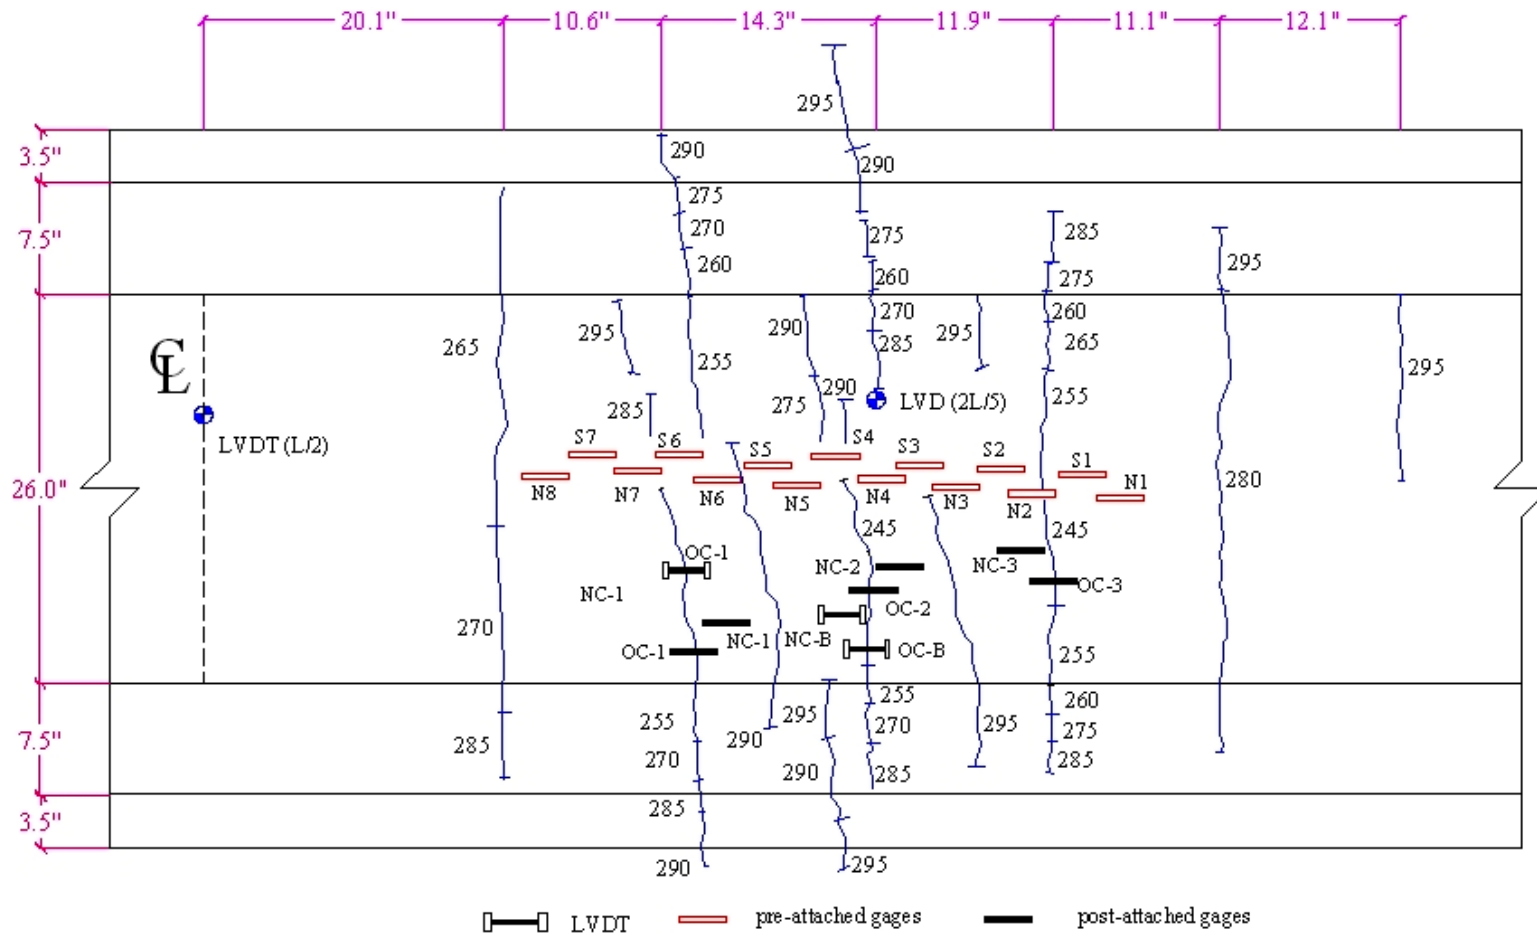 20.1" 10.6" 14.3" 11.9" 11.1" 12.1"
295
3.5" 290 290
275
7.5" 270 275 285
260 260 275 295
270 260
295 290 285 295 265
265 255 255 295
℄ 290
285 275 LVD (2L/5)
LVDT (L/2)
S7 S6 S5 S4 S3 S2 S1
26.0" N8 N7 N6 N5 N4 N3 N2 N1 280
245 245
OC-1 NC-2 NC-3
NC-1 OC-2 OC-3
270 OC-1 NC-1 NC-B OC-B 255
255 295 255 260
7.5" 285 290 270 295 275
270 290 285 285
3.5" 285
290 295
LVDT pre-attached gages post-attached gages